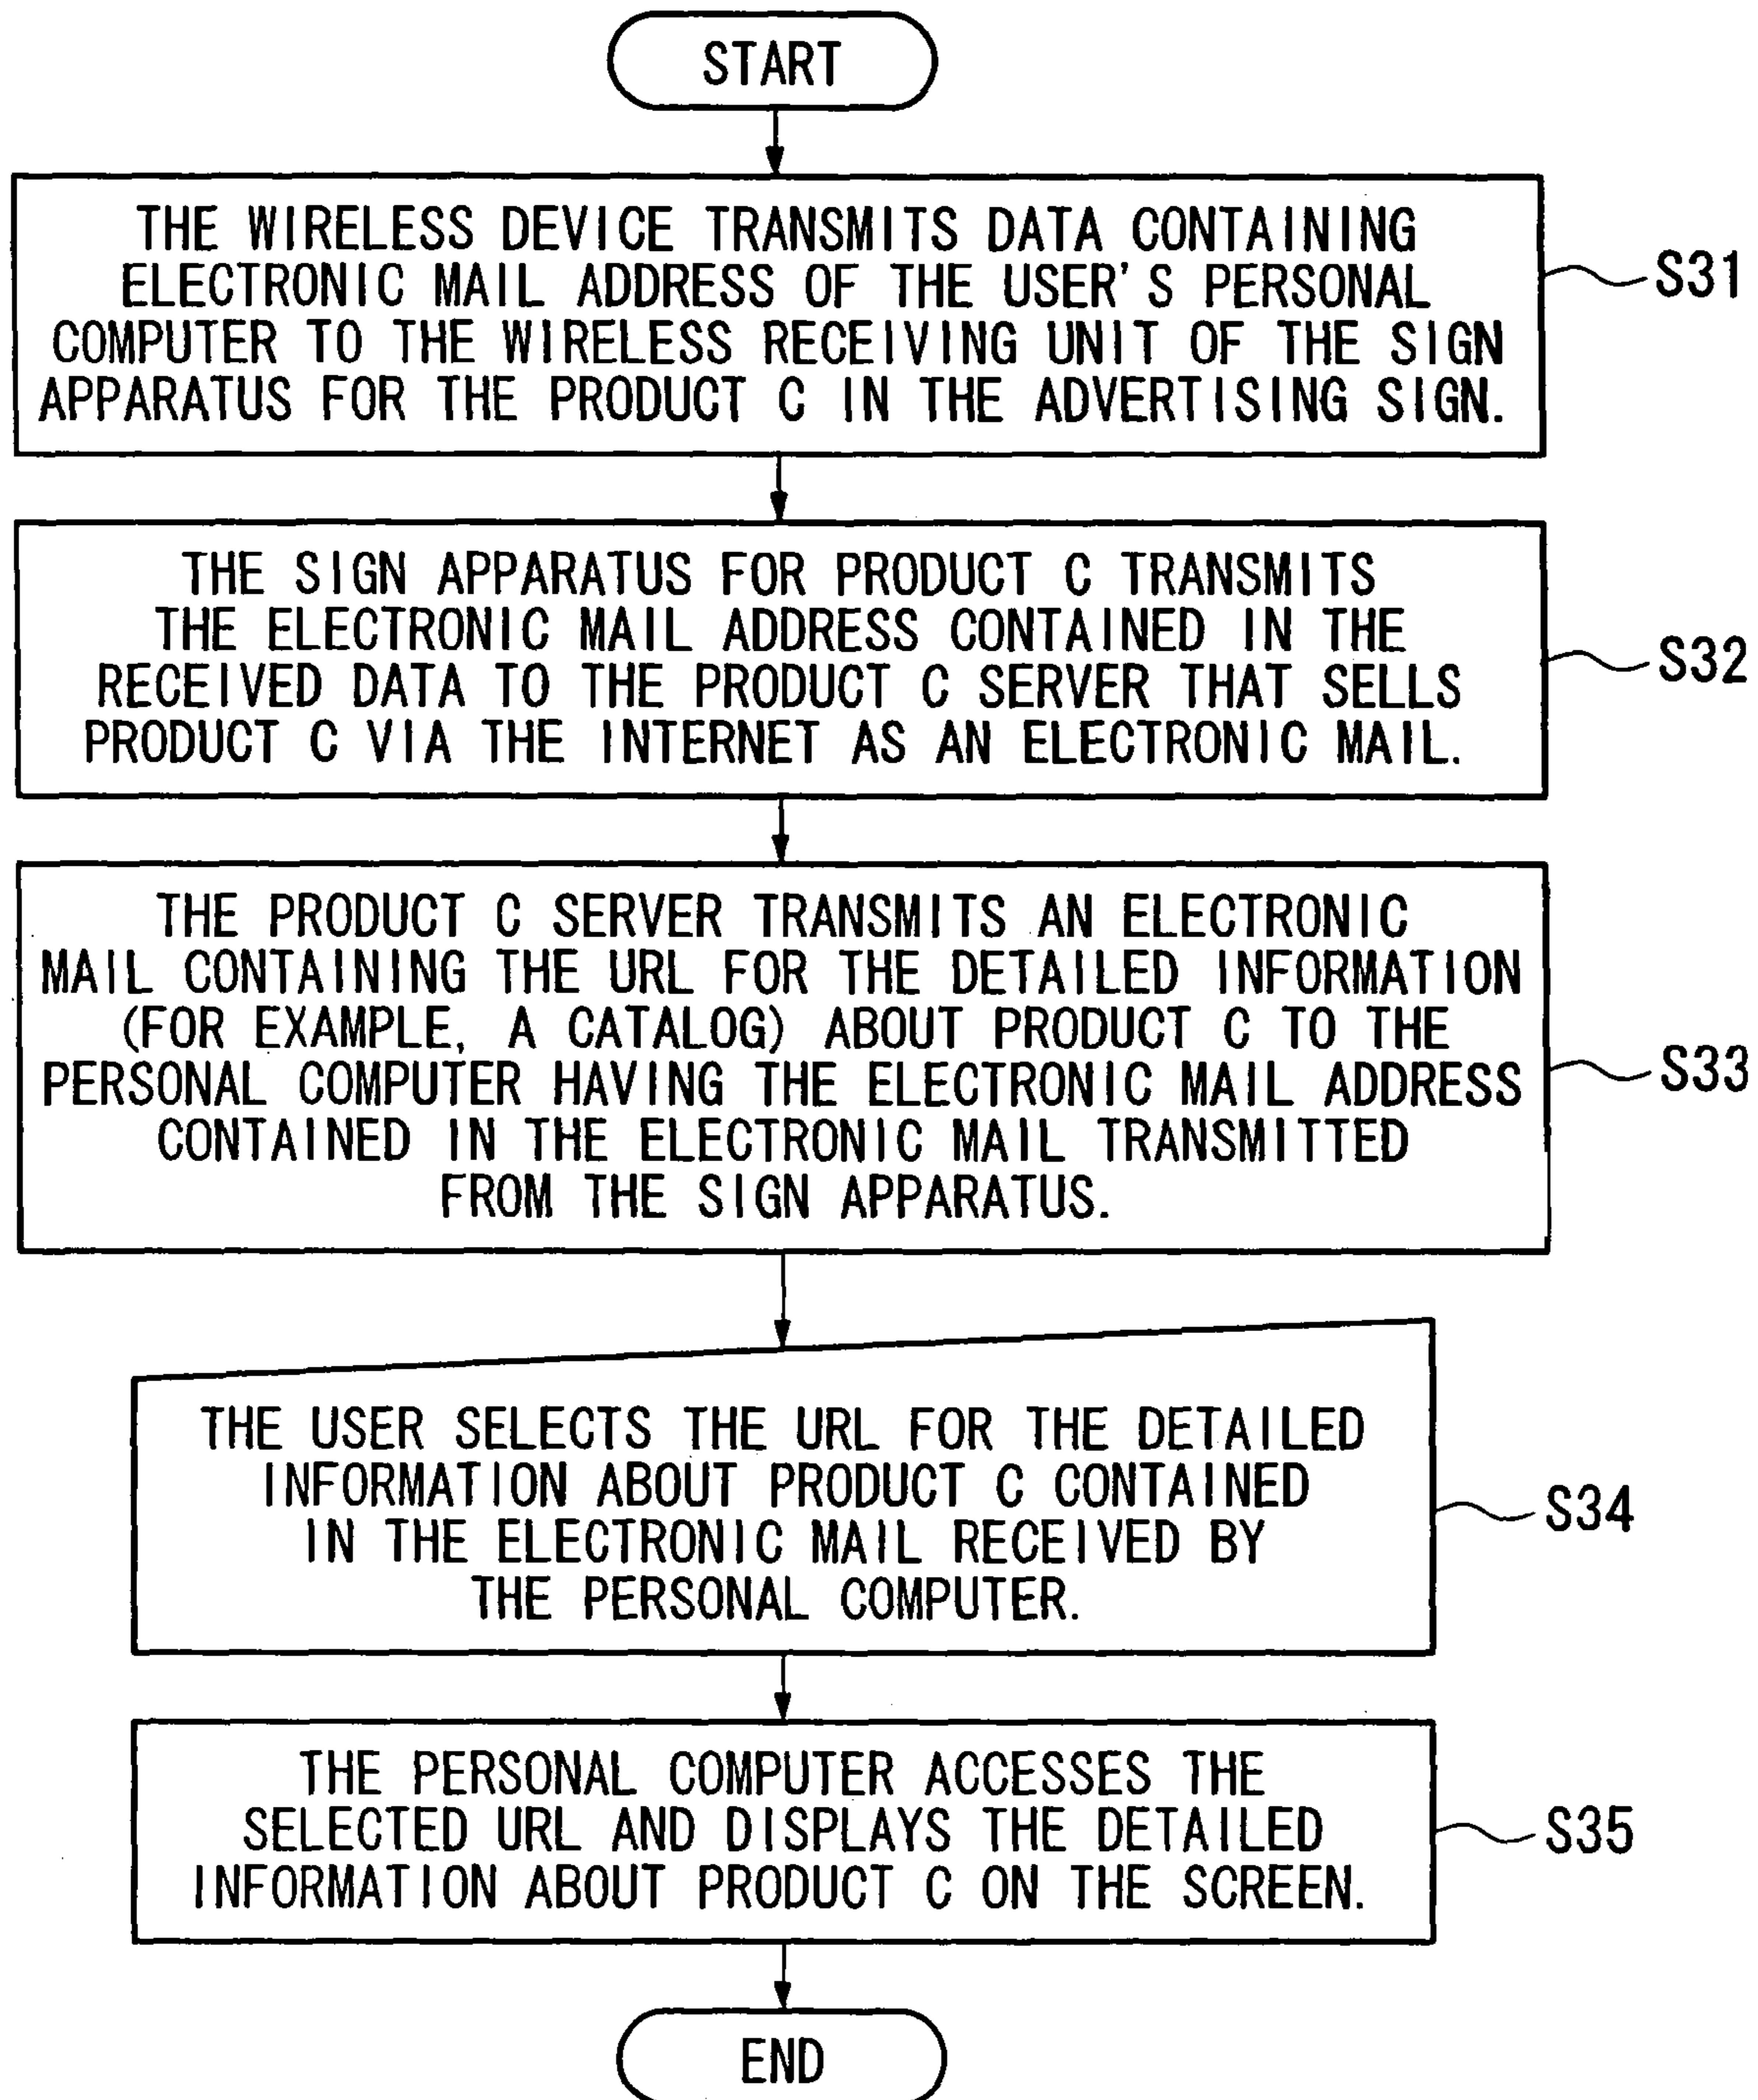 START
THE WIRELESS DEVICE TRANSMITS DATA CONTAINING
ELECTRONIC MAIL ADDRESS OF THE USER'S PERSONAL
COMPUTER TO THE WIRELESS RECEIVING UNIT OF THE SIGN
APPARATUS FOR THE PRODUCT C IN THE ADVERTISING SIGN.
S31
THE SIGN APPARATUS FOR PRODUCT C TRANSMITS
THE ELECTRONIC MAIL ADDRESS CONTAINED IN THE
RECEIVED DATA TO THE PRODUCT C SERVER THAT SELLS
PRODUCT C VIA THE INTERNET AS AN ELECTRONIC MAIL.
S32
THE PRODUCT C SERVER TRANSMITS AN ELECTRONIC
MAIL CONTAINING THE URL FOR THE DETAILED INFORMATION
(FOR EXAMPLE, A CATALOG) ABOUT PRODUCT C TO THE
PERSONAL COMPUTER HAVING THE ELECTRONIC MAIL ADDRESS
CONTAINED IN THE ELECTRONIC MAIL TRANSMITTED
FROM THE SIGN APPARATUS.
S33
THE USER SELECTS THE URL FOR THE DETAILED
INFORMATION ABOUT PRODUCT C CONTAINED
IN THE ELECTRONIC MAIL RECEIVED BY
THE PERSONAL COMPUTER.
S34
THE PERSONAL COMPUTER ACCESSES THE
SELECTED URL AND DISPLAYS THE DETAILED
INFORMATION ABOUT PRODUCT C ON THE SCREEN.
S35
END